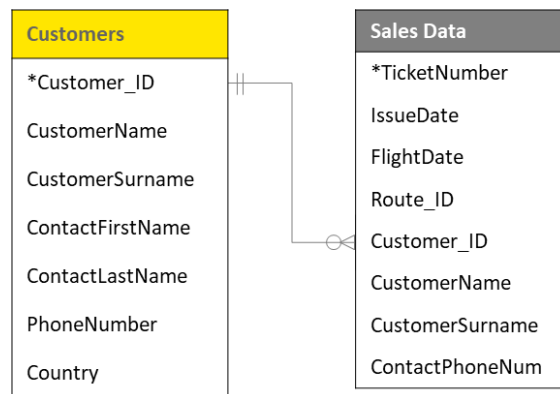 Customers
*Customer_ID
CustomerName
CustomerSurname
ContactFirstName
ContactLastName
PhoneNumber
Country
Sales Data
*TicketNumber
IssueDate
FlightDate
Route_ID
Customer_ID
CustomerName
CustomerSurname
ContactPhoneNum